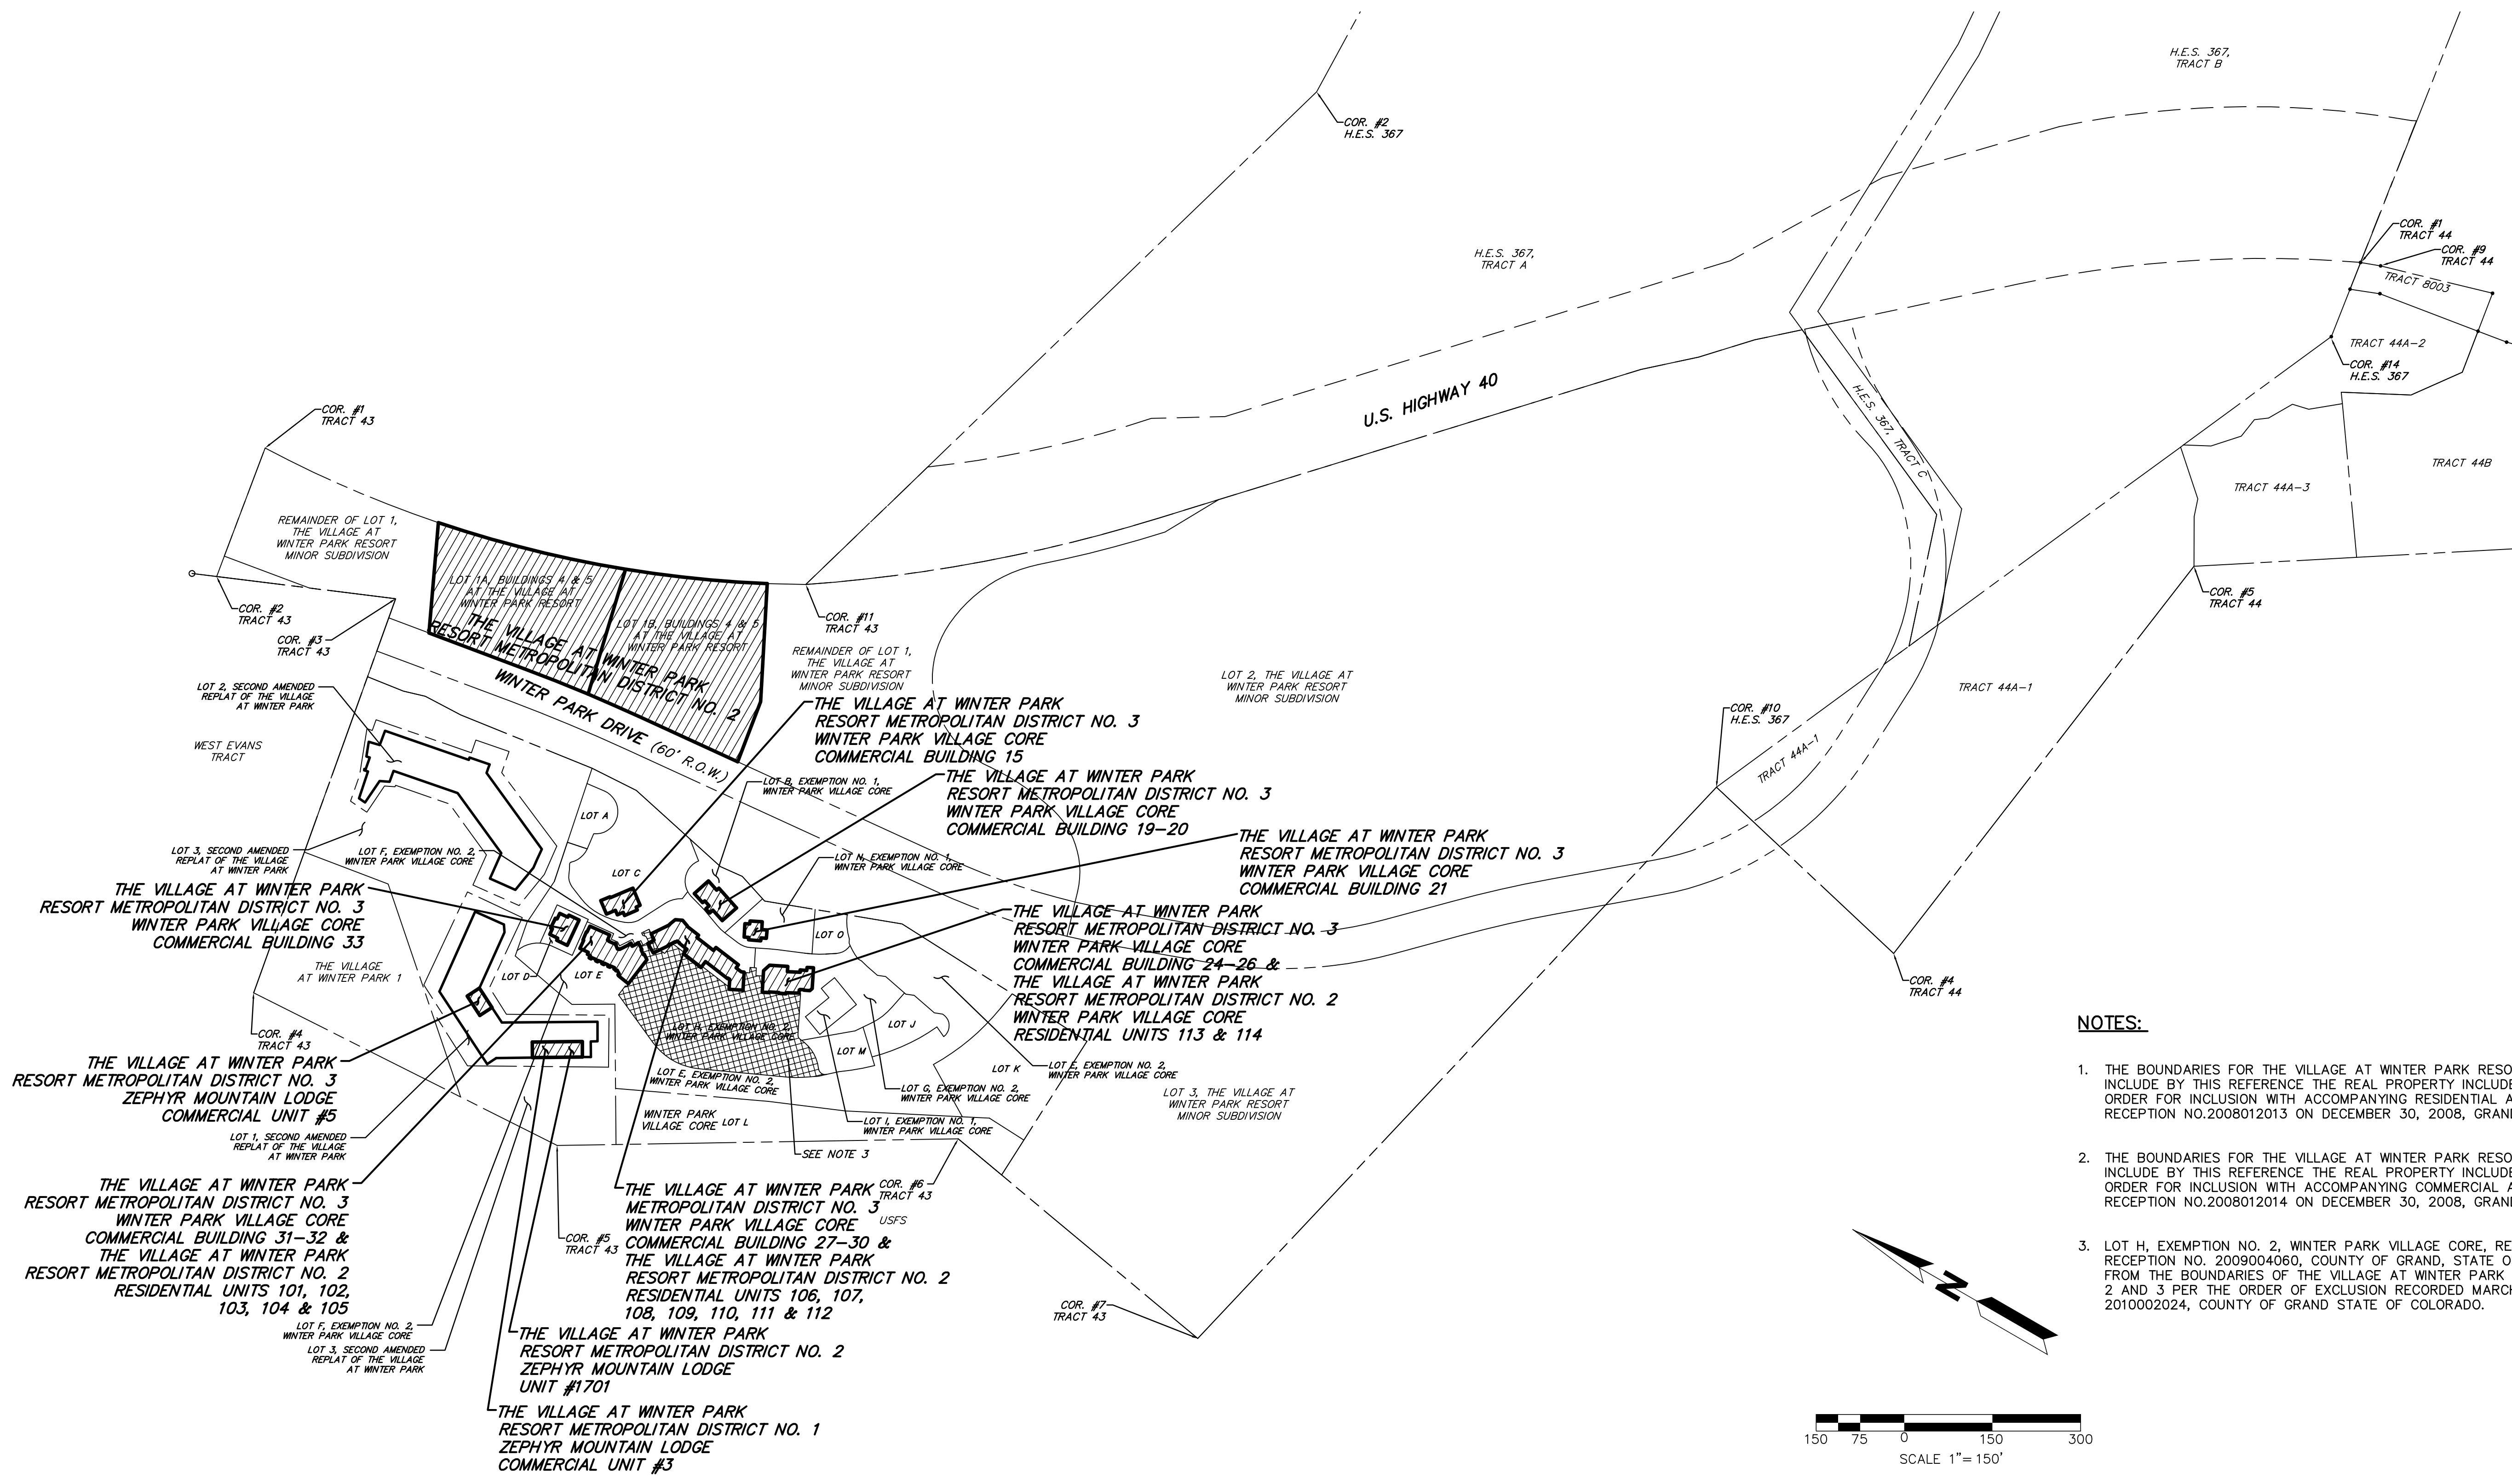 H.E.S. 367,
TRACT B
COR. #2
H.E.S. 367
COR. #1
TRACT 44
COR. #9
TRACT 44
TRACT 8003
H.E.S. 367,
TRACT A
TRACT 44A-2
COR. #14
H.E.S. 367
U.S. HIGHWAY 40
H.E.S. 367, TRACT C
COR. #1
TRACT 43
TRACT 44B
TRACT 44A-3
REMAINDER OF LOT 1,
THE VILLAGE AT
WINTER PARK RESORT
MINOR SUBDIVISION
LOT 1A, BUILDINGS 4 & 5
AT THE VILLAGE AT
WINTER PARK RESORT
LOT 1B, BUILDINGS 4 & 5
AT THE VILLAGE AT
WINTER PARK RESORT
THE VILLAGE AT WINTER PARK
RESORT METROPOLITAN DISTRICT NO. 2
WINTER PARK DRIVE (60' R.O.W.)
COR. #2
TRACT 43
COR. #3
TRACT 43
COR. #11
TRACT 43
COR. #5
TRACT 44
REMAINDER OF LOT 1,
THE VILLAGE AT
WINTER PARK RESORT
MINOR SUBDIVISION
LOT 2, THE VILLAGE AT
WINTER PARK RESORT
MINOR SUBDIVISION
TRACT 44A-1
LOT 2, SECOND AMENDED
REPLAT OF THE VILLAGE
AT WINTER PARK
WEST EVANS
TRACT
THE VILLAGE AT WINTER PARK
RESORT METROPOLITAN DISTRICT NO. 3
WINTER PARK VILLAGE CORE
COMMERCIAL BUILDING 15
COR. #10
H.E.S. 367
TRACT 44A-1
LOT B, EXEMPTION NO. 1,
WINTER PARK VILLAGE CORE
THE VILLAGE AT WINTER PARK
RESORT METROPOLITAN DISTRICT NO. 3
WINTER PARK VILLAGE CORE
COMMERCIAL BUILDING 19-20
LOT A
LOT 3, SECOND AMENDED
REPLAT OF THE VILLAGE
AT WINTER PARK
LOT F, EXEMPTION NO. 2,
WINTER PARK VILLAGE CORE
LOT C
LOT N, EXEMPTION NO. 1,
WINTER PARK VILLAGE CORE
THE VILLAGE AT WINTER PARK
RESORT METROPOLITAN DISTRICT NO. 3
WINTER PARK VILLAGE CORE
COMMERCIAL BUILDING 21
THE VILLAGE AT WINTER PARK
RESORT METROPOLITAN DISTRICT NO. 3
WINTER PARK VILLAGE CORE
COMMERCIAL BUILDING 33
LOT O
THE VILLAGE AT WINTER PARK
RESORT METROPOLITAN DISTRICT NO. 3
WINTER PARK VILLAGE CORE
COMMERCIAL BUILDING 24-26 &
THE VILLAGE AT WINTER PARK
RESORT METROPOLITAN DISTRICT NO. 2
WINTER PARK VILLAGE CORE
RESIDENTIAL UNITS 113 & 114
THE VILLAGE
AT WINTER PARK 1
LOT D
LOT E
COR. #4
TRACT 44
COR. #4
TRACT 43
LOT H, EXEMPTION NO. 2,
WINTER PARK VILLAGE CORE
LOT J
LOT M
LOT K
LOT E, EXEMPTION NO. 2,
WINTER PARK VILLAGE CORE
LOT E, EXEMPTION NO. 2,
WINTER PARK VILLAGE CORE
LOT G, EXEMPTION NO. 2,
WINTER PARK VILLAGE CORE
LOT 3, THE VILLAGE AT
WINTER PARK RESORT
MINOR SUBDIVISION
THE VILLAGE AT WINTER PARK
RESORT METROPOLITAN DISTRICT NO. 3
ZEPHYR MOUNTAIN LODGE
COMMERCIAL UNIT #5
WINTER PARK
VILLAGE CORE
LOT L
LOT I, EXEMPTION NO. 1,
WINTER PARK VILLAGE CORE
LOT 1, SECOND AMENDED
REPLAT OF THE VILLAGE
AT WINTER PARK
SEE NOTE 3
THE VILLAGE AT WINTER PARK
RESORT METROPOLITAN DISTRICT NO. 3
WINTER PARK VILLAGE CORE
COMMERCIAL BUILDING 31-32 &
THE VILLAGE AT WINTER PARK
RESORT METROPOLITAN DISTRICT NO. 2
RESIDENTIAL UNITS 101, 102,
103, 104 & 105
COR. #5
TRACT 43
THE VILLAGE AT WINTER PARK
METROPOLITAN DISTRICT NO. 3
WINTER PARK VILLAGE CORE
COMMERCIAL BUILDING 27-30 &
THE VILLAGE AT WINTER PARK
RESORT METROPOLITAN DISTRICT NO. 2
RESIDENTIAL UNITS 106, 107,
108, 109, 110, 111 & 112
COR. #6
TRACT 43
USFS
COR. #7
TRACT 43
LOT F, EXEMPTION NO. 2,
WINTER PARK VILLAGE CORE
LOT 3, SECOND AMENDED
REPLAT OF THE VILLAGE
AT WINTER PARK
THE VILLAGE AT WINTER PARK
RESORT METROPOLITAN DISTRICT NO. 2
ZEPHYR MOUNTAIN LODGE
UNIT #1701
THE VILLAGE AT WINTER PARK
RESORT METROPOLITAN DISTRICT NO. 1
ZEPHYR MOUNTAIN LODGE
COMMERCIAL UNIT #3
NOTES:
1. THE BOUNDARIES FOR THE VILLAGE AT WINTER PARK RESO
INCLUDE BY THIS REFERENCE THE REAL PROPERTY INCLUDE
ORDER FOR INCLUSION WITH ACCOMPANYING RESIDENTIAL A
RECEPTION NO.2008012013 ON DECEMBER 30, 2008, GRAN
2. THE BOUNDARIES FOR THE VILLAGE AT WINTER PARK RESO
INCLUDE BY THIS REFERENCE THE REAL PROPERTY INCLUDE
ORDER FOR INCLUSION WITH ACCOMPANYING COMMERCIAL A
RECEPTION NO.2008012014 ON DECEMBER 30, 2008, GRAN
3. LOT H, EXEMPTION NO. 2, WINTER PARK VILLAGE CORE, RE
RECEPTION NO. 2009004060, COUNTY OF GRAND, STATE O
FROM THE BOUNDARIES OF THE VILLAGE AT WINTER PARK
2 AND 3 PER THE ORDER OF EXCLUSION RECORDED MARCH
2010002024, COUNTY OF GRAND STATE OF COLORADO.
N
150 75 0 150 300
SCALE 1"=150'